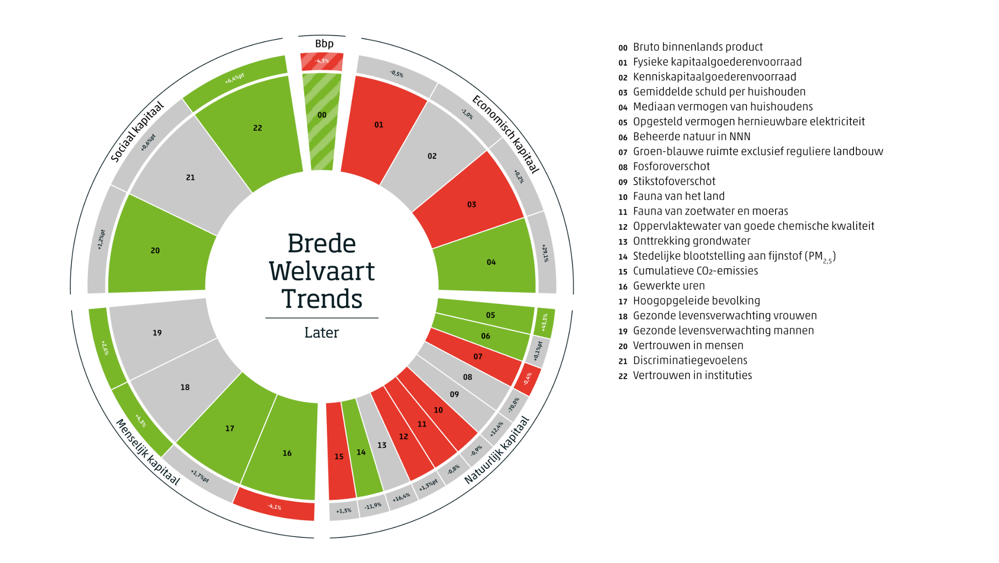 Bbp
-4,3%
00
Economisch kapitaal
-0,5%
01
-1,0%
02
+0,2%
03
+29,1%
04
Natuurlijk kapitaal
+43,5%
05
+0,1%pt
06
-0,4%
07
-70,0%
08
+12,4%
09
-0,9%
10
-0,8%
11
+1,3%pt
12
+16,4%
13
-11,9%
14
+1,3%
15
Menselijk kapitaal
-4,1%
16
+1,7%pt
17
+4,3%
18
+2,6%
19
Sociaal kapitaal
+1,2%pt
20
+0,6%pt
21
+6,4%pt
22
Brede
Welvaart
Trends
Later
00 Bruto binnenlands product
01 Fysieke kapitaalgoederenvoorraad
02 Kenniskapitaalgoederenvoorraad
03 Gemiddelde schuld per huishouden
04 Mediaan vermogen van huishoudens
05 Opgesteld vermogen hernieuwbare elektriciteit
06 Beheerde natuur in NNN
07 Groen-blauwe ruimte exclusief reguliere landbouw
08 Fosforoverschot
09 Stikstofoverschot
10 Fauna van het land
11 Fauna van zoetwater en moeras
12 Oppervlaktewater van goede chemische kwaliteit
13 Onttrekking grondwater
14 Stedelijke blootstelling aan fijnstof (PM2,5)
15 Cumulatieve CO₂-emissies
16 Gewerkte uren
17 Hoogopgeleide bevolking
18 Gezonde levensverwachting vrouwen
19 Gezonde levensverwachting mannen
20 Vertrouwen in mensen
21 Discriminatiegevoelens
22 Vertrouwen in instituties